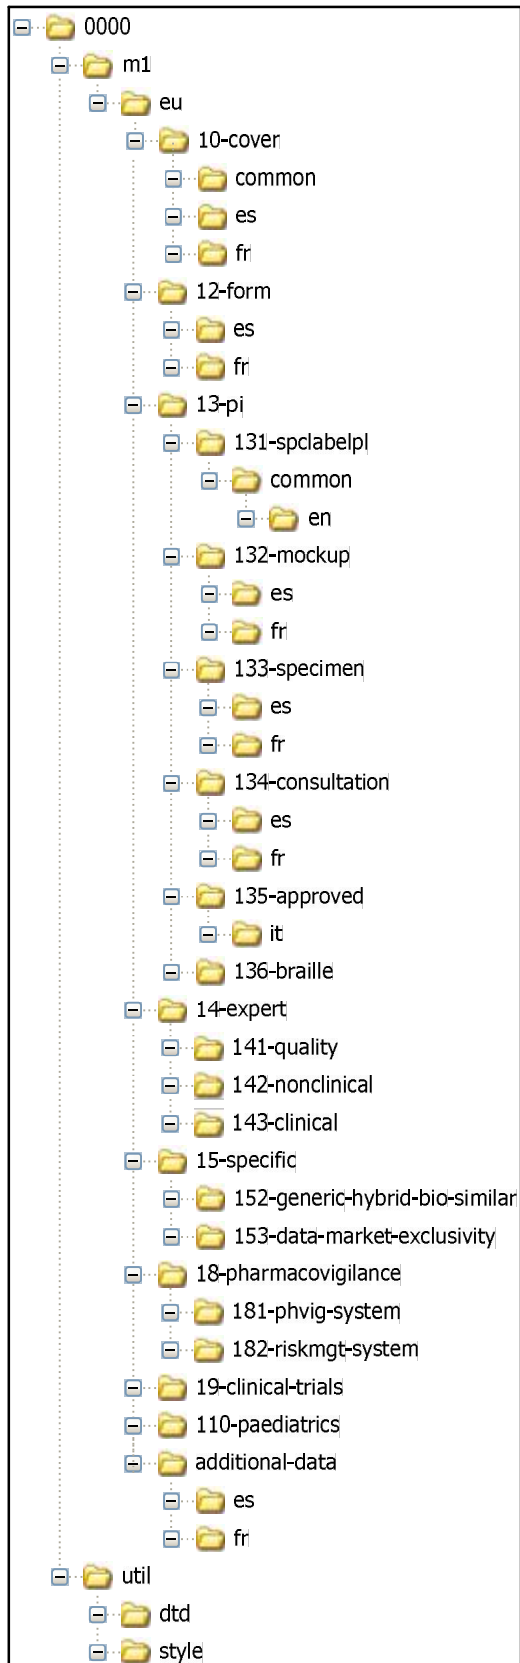 0000
m1
eu
10-cover
common
es
fr
12-form
es
fr
13-pi
131-spclabelpl
common
en
132-mockup
es
fr
133-specimen
es
fr
134-consultation
es
fr
135-approved
it
136-braille
14-expert
141-quality
142-nonclinical
143-clinical
15-specific
152-generic-hybrid-bio-similar
153-data-market-exclusivity
18-pharmacovigilance
181-phvig-system
182-riskmgt-system
19-clinical-trials
110-paediatrics
additional-data
es
fr
util
dtd
style